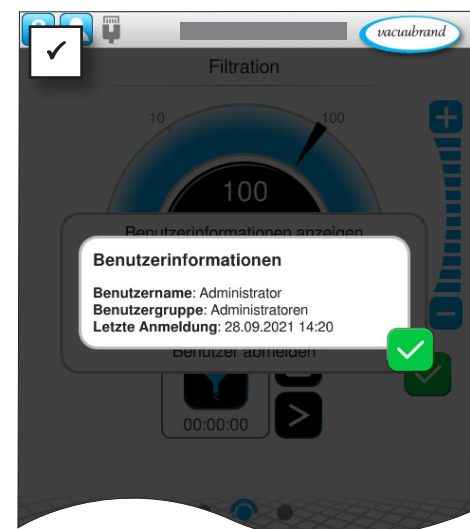 vacuubrand
Filtration
10
100
100
Benutzerinformationen anzeigen
Benutzerinformationen
Benutzername: Administrator
Benutzergruppe: Administratoren
Letzte Anmeldung: 28.09.2021 14:20
Benutzer abmelden
00:00:00